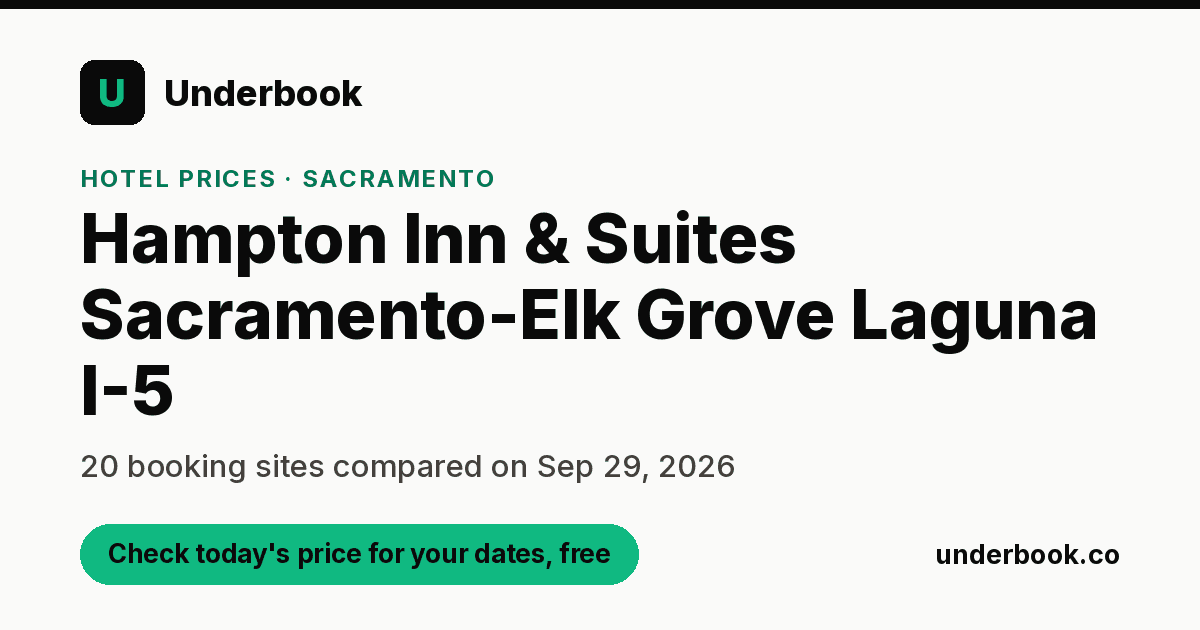 U Underbook
HOTEL PRICES · SACRAMENTO
Hampton Inn & Suites
Sacramento-Elk Grove Laguna
I-5
20 booking sites compared on Sep 29, 2026
Check today's price for your dates, free
underbook.co